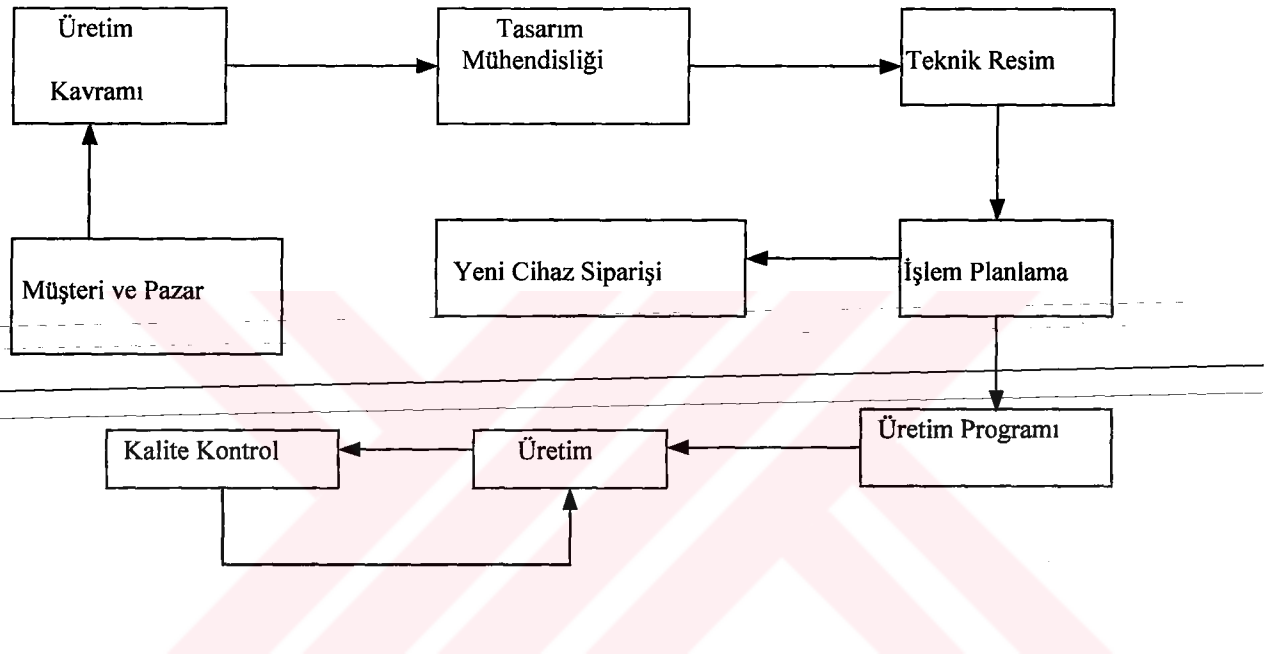 Üretim
Kavramı
Tasarım
Mühendisliği
Teknik Resim
Müşteri ve Pazar
Yeni Cihaz Siparişi
İşlem Planlama
Kalite Kontrol
Üretim
Üretim Programı